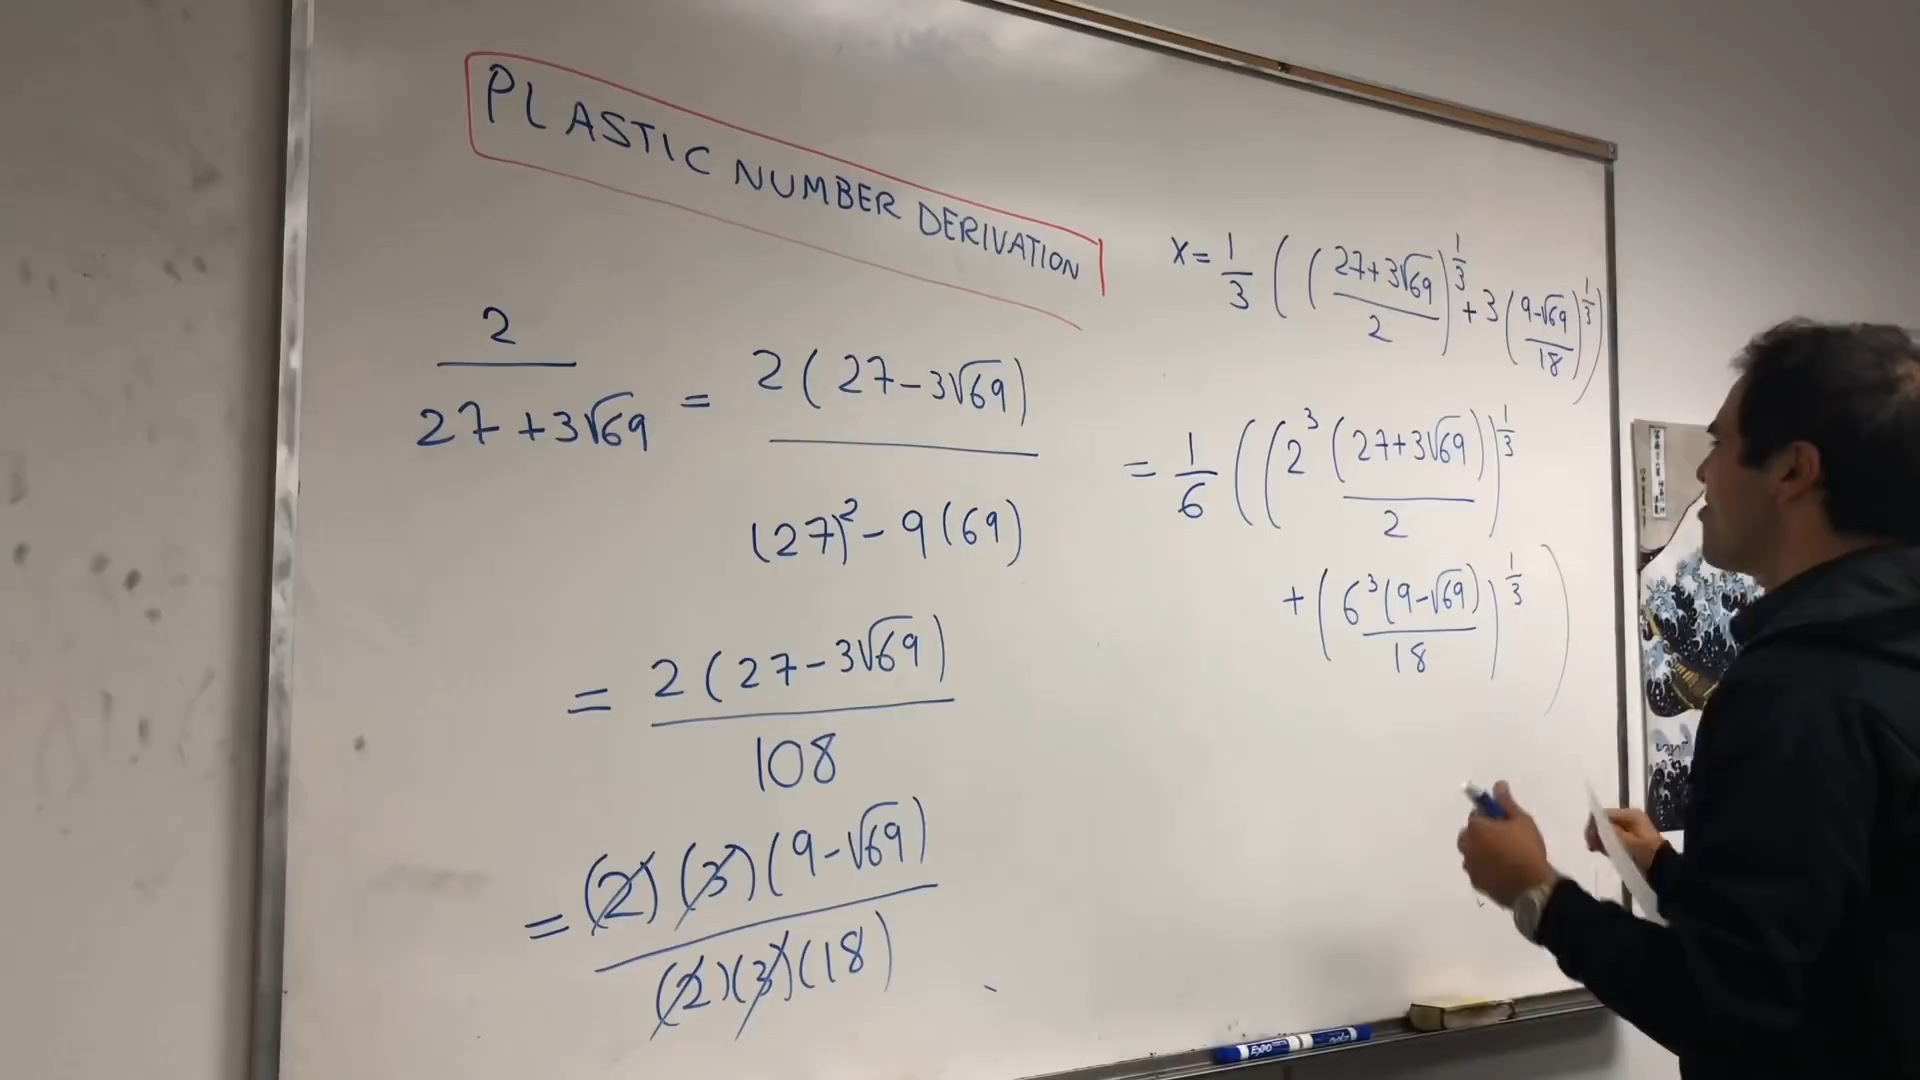 PLASTIC NUMBER DERIVATION
2/(27+3√69) = 2(27-3√69)/((27)²-9(69))
= 2(27-3√69)/108
= (2)(3)(9-√69)/((2)(3)(18))
x = 1/3 (((27+3√69)/2)^(1/3) + 3((9-√69)/18)^(1/3))
= 1/6 ((2³(27+3√69)/2)^(1/3)
+ (6³(9-√69)/18)^(1/3))
EXPO